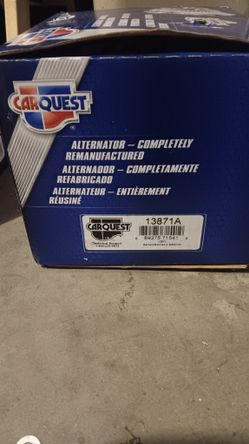 CARQUEST
ALTERNATOR – COMPLETELY
REMANUFACTURED
ALTERNADOR – COMPLETAMENTE
REFABRICADO
ALTERNATEUR – ENTIÈREMENT
RÉUSINÉ
CARQUEST
13871A